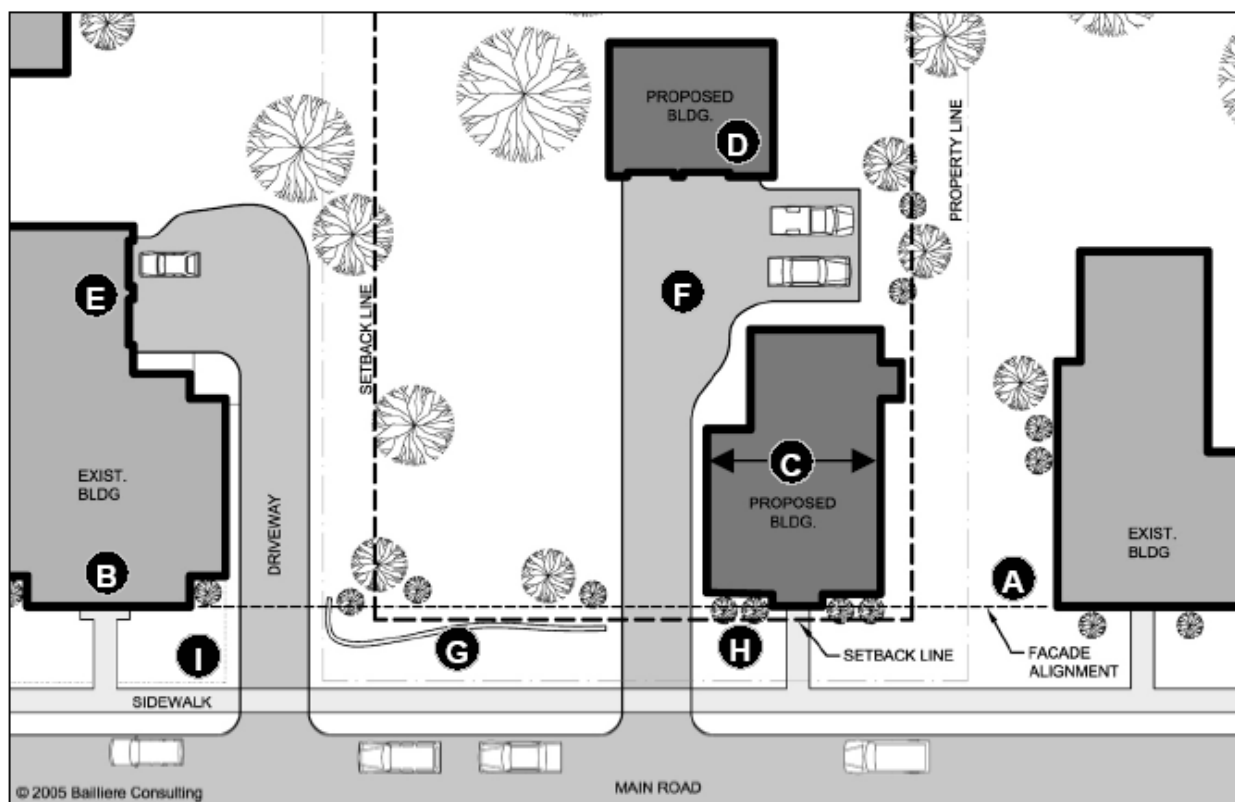 PROPOSED
BLDG.
D
PROPERTY LINE
E
F
SETBACK LINE
C
EXIST.
BLDG
DRIVEWAY
PROPOSED
BLDG.
EXIST.
BLDG
B
A
G
H
I
SETBACK LINE
FACADE
ALIGNMENT
SIDEWALK
MAIN ROAD
© 2005 Bailliere Consulting